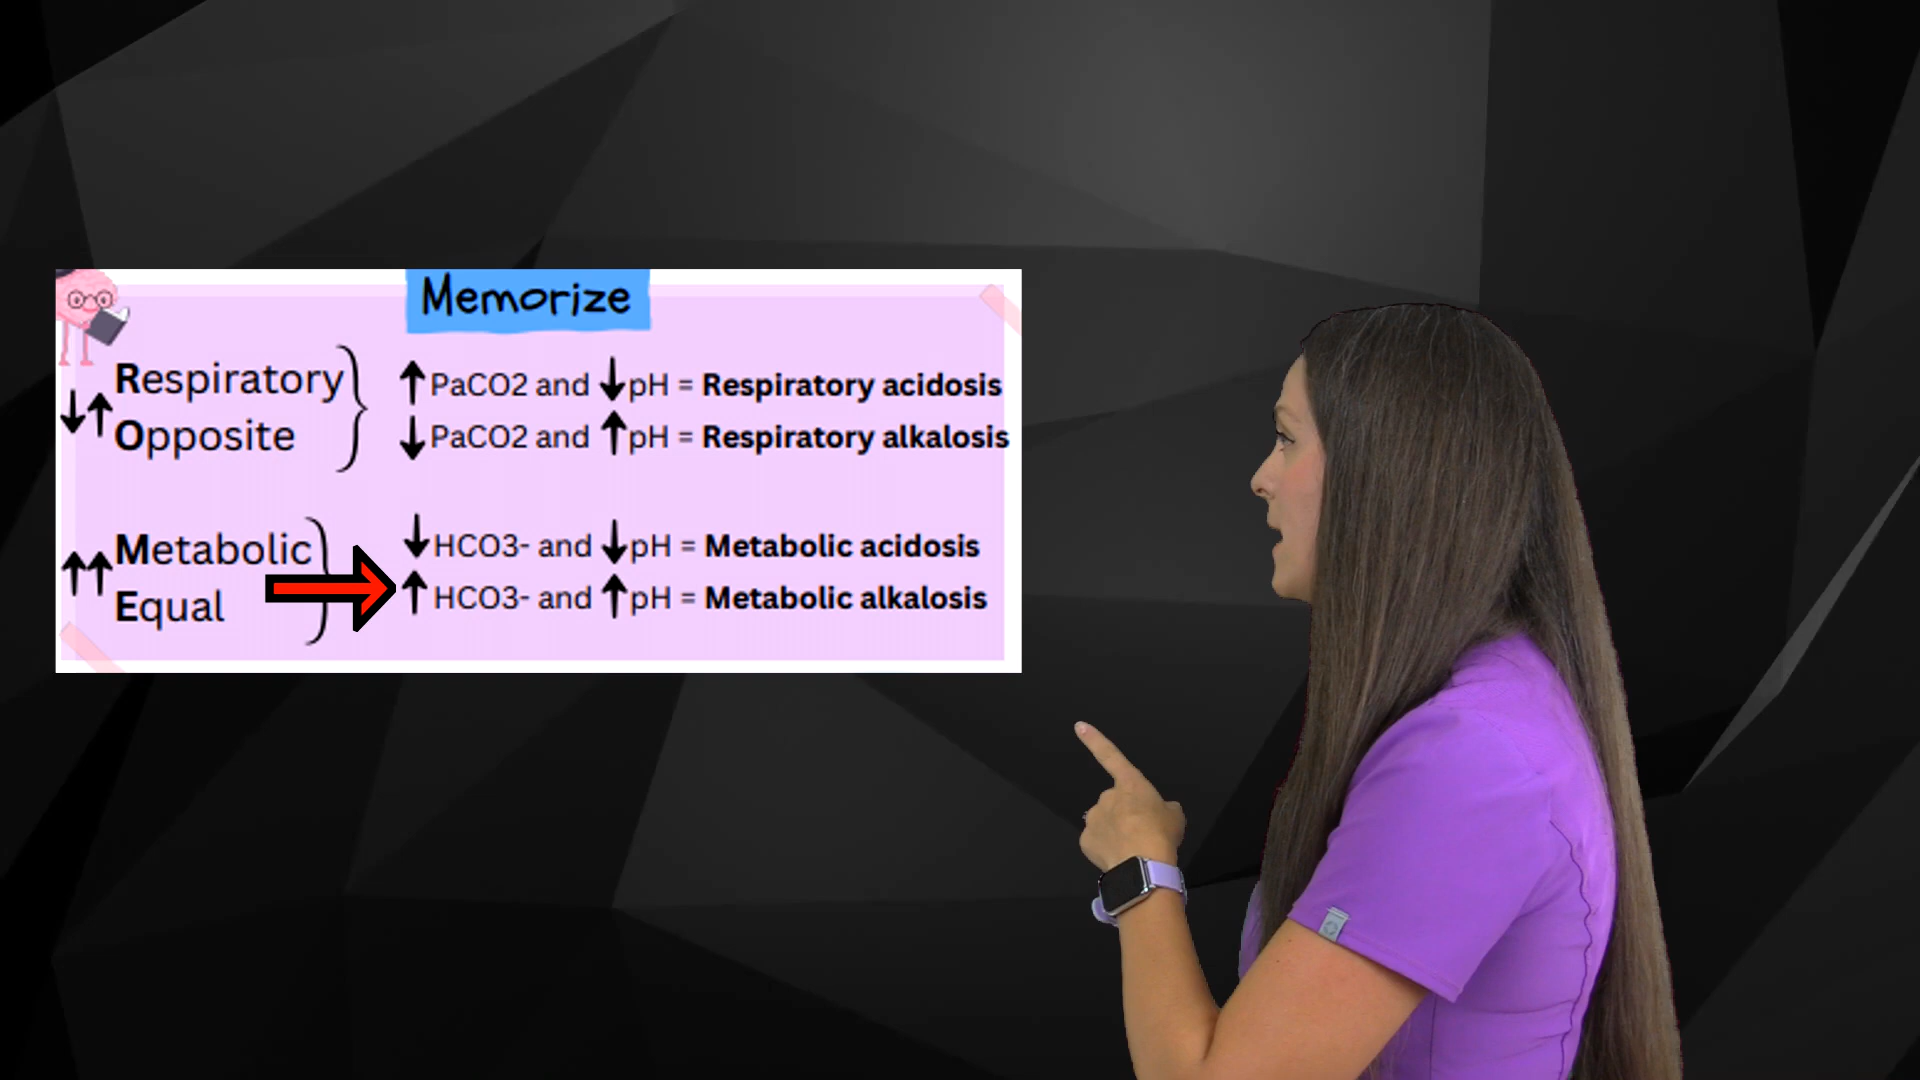 Memorize
Respiratory
Opposite
↓↑
↑ PaCO2 and ↓ pH = Respiratory acidosis
↓ PaCO2 and ↑ pH = Respiratory alkalosis
Metabolic
Equal
↑↑
↓ HCO3- and ↓ pH = Metabolic acidosis
↑ HCO3- and ↑ pH = Metabolic alkalosis